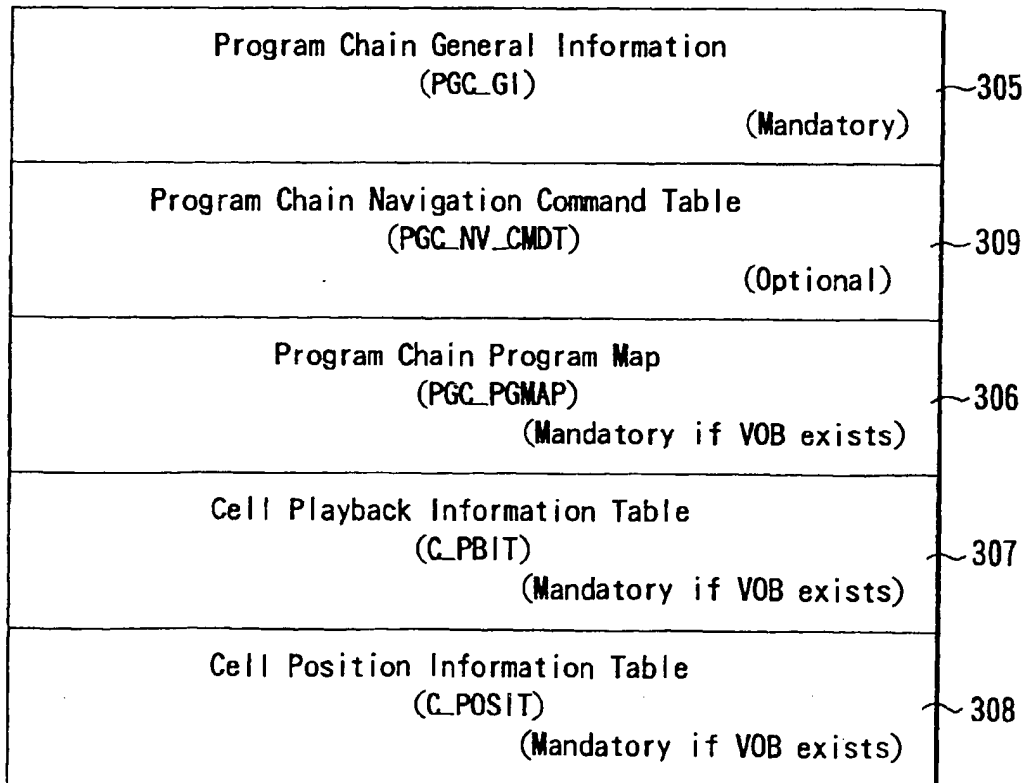 Program Chain General Information
(PGC_GI)
305
(Mandatory)
Program Chain Navigation Command Table
(PGC_NV_CMDT)
309
(Optional)
Program Chain Program Map
(PGC_PGMAP)
306
(Mandatory if VOB exists)
Cell Playback Information Table
(C_PBIT)
307
(Mandatory if VOB exists)
Cell Position Information Table
(C_POSIT)
308
(Mandatory if VOB exists)